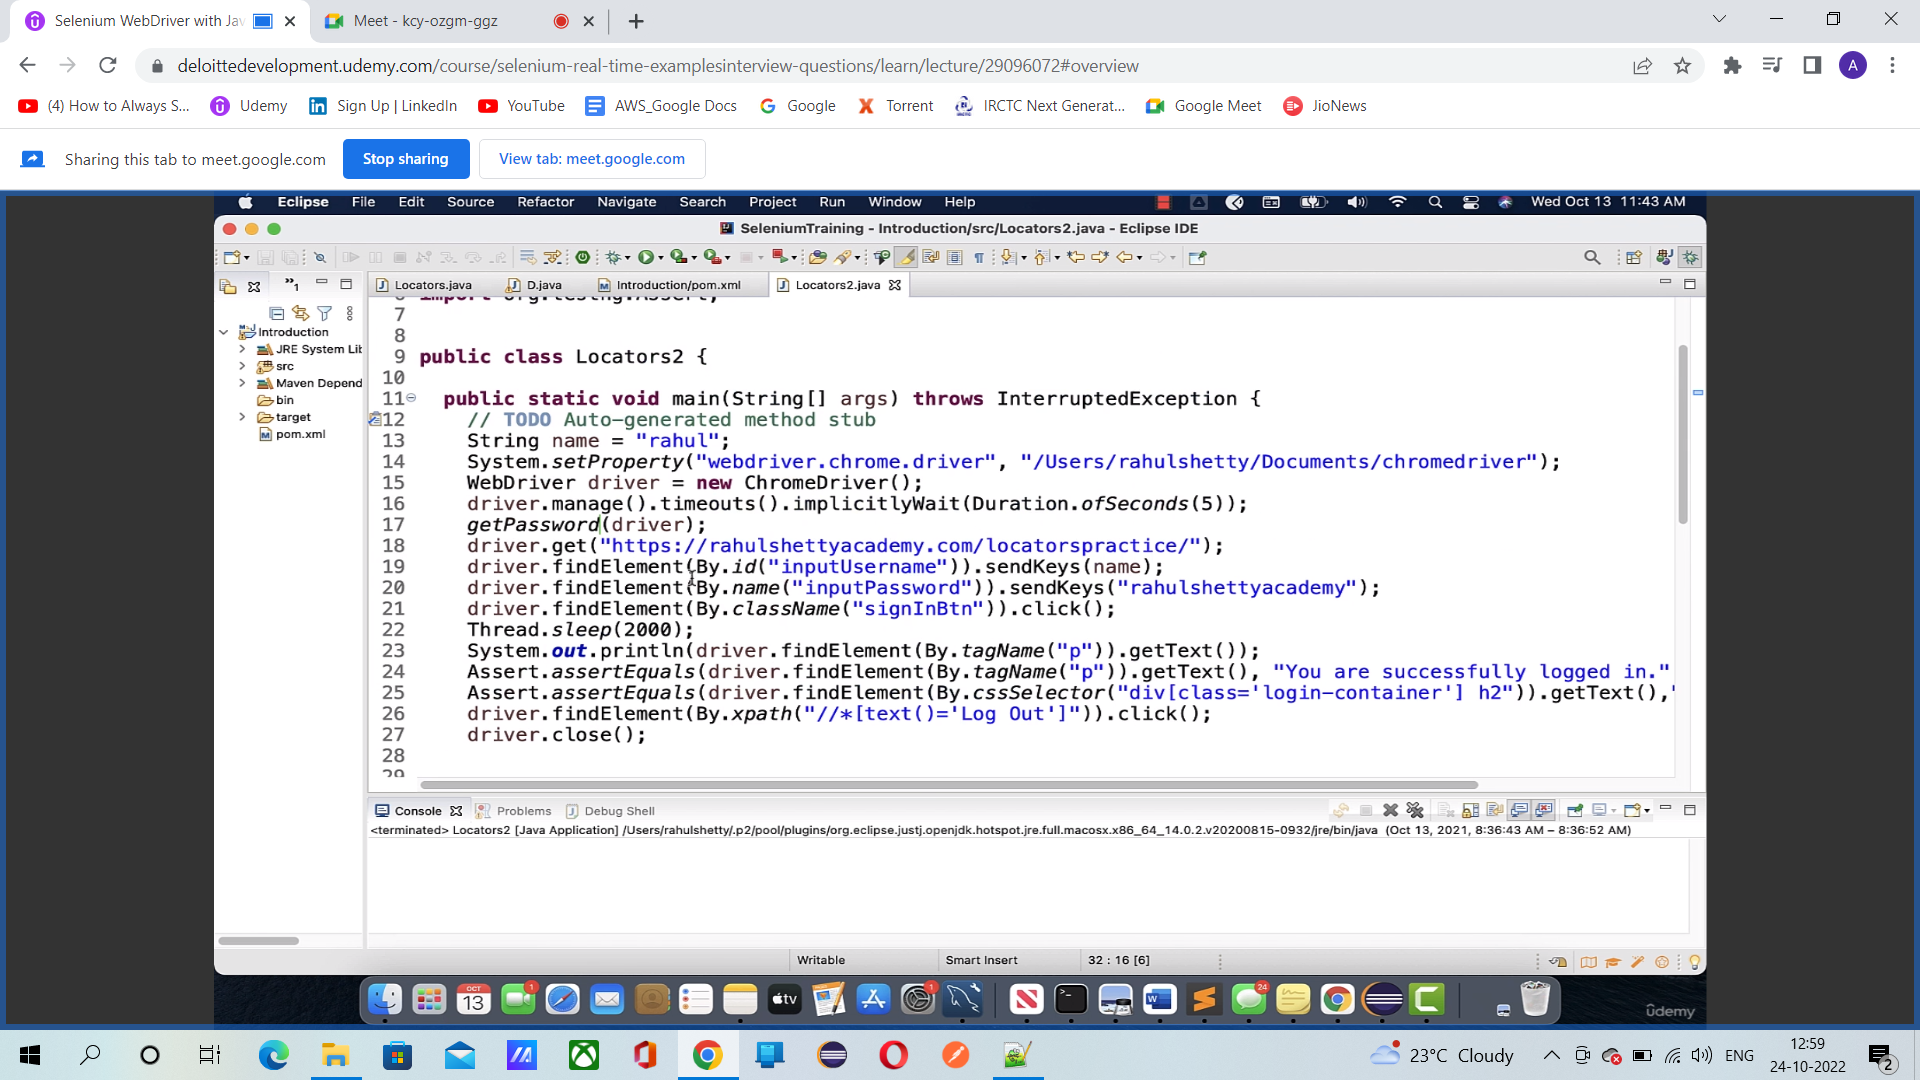 Selenium WebDriver with Jav
Meet - kcy-ozgm-ggz
deloittedevelopment.udemy.com/course/selenium-real-time-examplesinterview-questions/learn/lecture/29096072#overview
A
(4) How to Always S...
Udemy
Sign Up | LinkedIn
YouTube
AWS_Google Docs
Google
Torrent
IRCTC Next Generat...
Google Meet
JioNews
Sharing this tab to meet.google.com
Stop sharing
View tab: meet.google.com
Eclipse File Edit Source Refactor Navigate Search Project Run Window Help
Wed Oct 13 11:43 AM
SeleniumTraining - Introduction/src/Locators2.java - Eclipse IDE
Locators.java
D.java
Introduction/pom.xml
Locators2.java
Introduction
JRE System Lib
src
Maven Depend
bin
target
pom.xml
6 import org.testng.Assert;
7
8
9 public class Locators2 {
10
11 public static void main(String[] args) throws InterruptedException {
12 // TODO Auto-generated method stub
13 String name = "rahul";
14 System.setProperty("webdriver.chrome.driver", "/Users/rahulshetty/Documents/chromedriver");
15 WebDriver driver = new ChromeDriver();
16 driver.manage().timeouts().implicitlyWait(Duration.ofSeconds(5));
17 getPassword(driver);
18 driver.get("https://rahulshettyacademy.com/locatorspractice/");
19 driver.findElement(By.id("inputUsername")).sendKeys(name);
20 driver.findElement(By.name("inputPassword")).sendKeys("rahulshettyacademy");
21 driver.findElement(By.className("signInBtn")).click();
22 Thread.sleep(2000);
23 System.out.println(driver.findElement(By.tagName("p")).getText());
24 Assert.assertEquals(driver.findElement(By.tagName("p")).getText(), "You are successfully logged in."
25 Assert.assertEquals(driver.findElement(By.cssSelector("div[class='login-container'] h2")).getText(),"
26 driver.findElement(By.xpath("//*[text()='Log Out']")).click();
27 driver.close();
28
29
Console
Problems
Debug Shell
<terminated> Locators2 [Java Application] /Users/rahulshetty/.p2/pool/plugins/org.eclipse.justj.openjdk.hotspot.jre.full.macosx.x86_64_14.0.2.v20200815-0932/jre/bin/java (Oct 13, 2021, 8:36:43 AM – 8:36:52 AM)
Writable
Smart Insert
32 : 16 [6]
OCT
13
1
tv
1
24
udemy
23°C Cloudy
ENG
12:59
24-10-2022
2